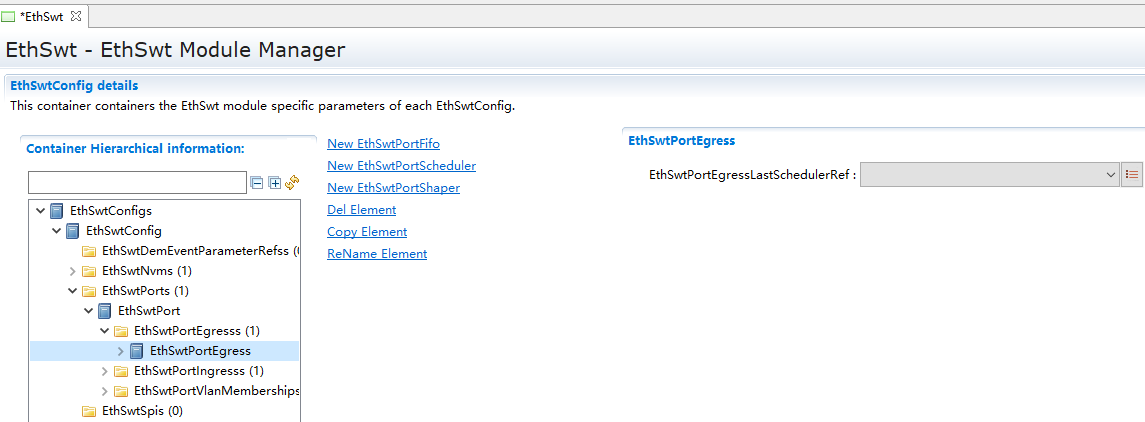 *EthSwt
EthSwt - EthSwt Module Manager
EthSwtConfig details
This container containers the EthSwt module specific parameters of each EthSwtConfig.
Container Hierarchical information:
EthSwtConfigs
EthSwtConfig
EthSwtDemEventParameterRefss (
EthSwtNvms (1)
EthSwtPorts (1)
EthSwtPort
EthSwtPortEgresss (1)
EthSwtPortEgress
EthSwtPortIngresss (1)
EthSwtPortVlanMemberships
EthSwtSpis (0)
New EthSwtPortFifo
New EthSwtPortScheduler
New EthSwtPortShaper
Del Element
Copy Element
ReName Element
EthSwtPortEgress
EthSwtPortEgressLastSchedulerRef :